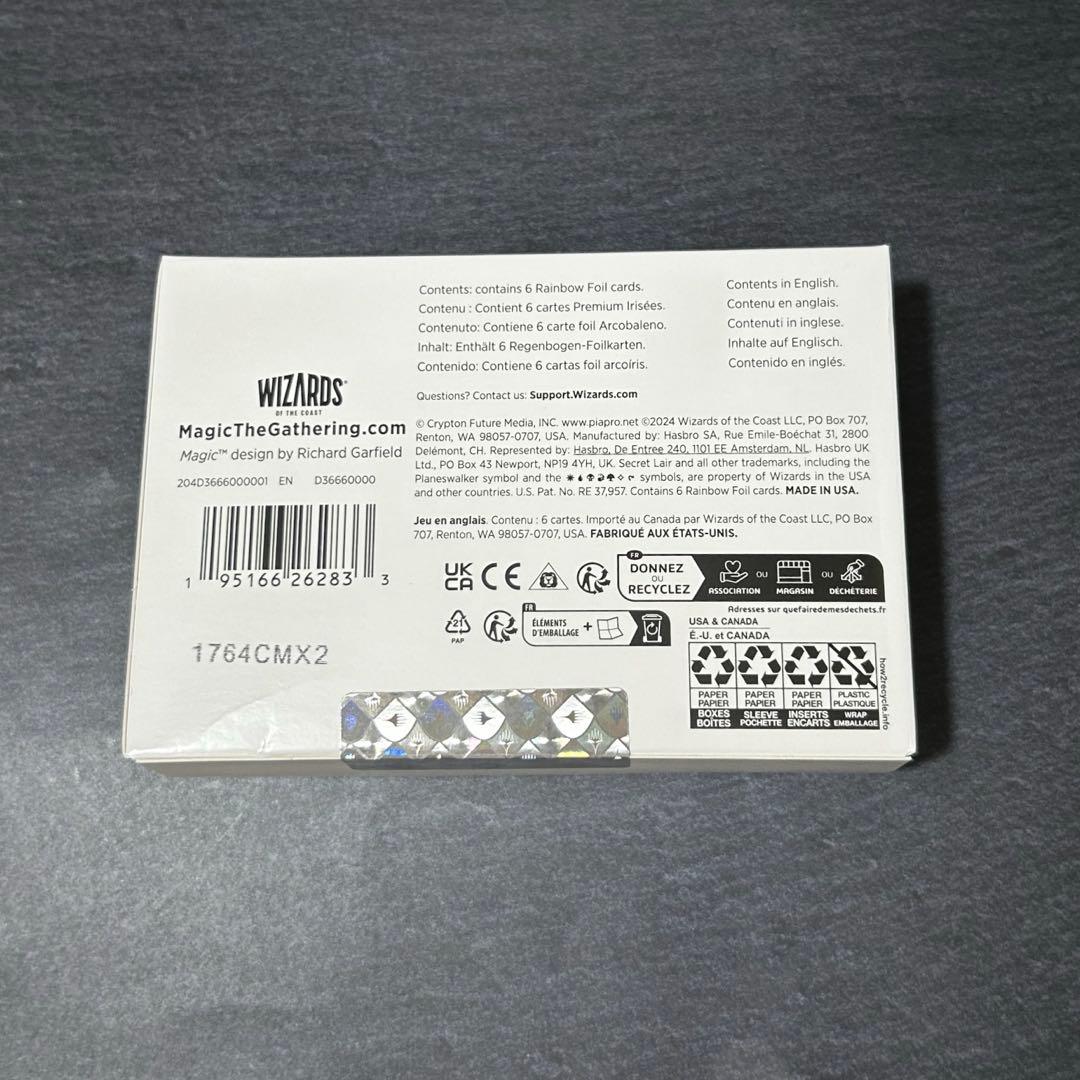 Contents: contains 6 Rainbow Foil cards.
Contenu : Contient 6 cartes Premium Irisées.
Contenuto: Contiene 6 carte foil Arcobaleno.
Inhalt: Enthält 6 Regenbogen-Foilkarten.
Contenido: Contiene 6 cartas foil arcoíris.
Contents in English.
Contenu en anglais.
Contenuti in inglese.
Inhalte auf Englisch.
Contenido en inglés.
WIZARDS®
OF THE COAST
MagicTheGathering.com
Magic™ design by Richard Garfield
204D3666000001 EN D36660000
1 95166 26283 3
1764CMX2
Questions? Contact us: Support.Wizards.com
© Crypton Future Media, INC. www.piapro.net ©2024 Wizards of the Coast LLC, PO Box 707,
Renton, WA 98057-0707, USA. Manufactured by: Hasbro SA, Rue Emile-Boéchat 31, 2800
Delémont, CH. Represented by: Hasbro, De Entree 240, 1101 EE Amsterdam, NL. Hasbro UK
Ltd., PO Box 43 Newport, NP19 4YH, UK. Secret Lair and all other trademarks, including the
Planeswalker symbol and the symbols, are property of Wizards in the USA
and other countries. U.S. Pat. No. RE 37,957. Contains 6 Rainbow Foil cards. MADE IN USA.
Jeu en anglais. Contenu : 6 cartes. Importé au Canada par Wizards of the Coast LLC, PO Box
707, Renton, WA 98057-0707, USA. FABRIQUÉ AUX ÉTATS-UNIS.
UK
CA
CE
FR
DONNEZ
OU
RECYCLEZ
ASSOCIATION OU MAGASIN OU DÉCHÈTERIE
Adresses sur quefairedemesdechets.fr
21
PAP
FR
ÉLÉMENTS
D'EMBALLAGE +
USA & CANADA
É.-U. et CANADA
PAPER PAPER PAPER PLASTIC
PAPIER PAPIER PAPIER PLASTIQUE
BOXES SLEEVE INSERTS WRAP
BOÎTES POCHETTE ENCARTS EMBALLAGE
how2recycle.info